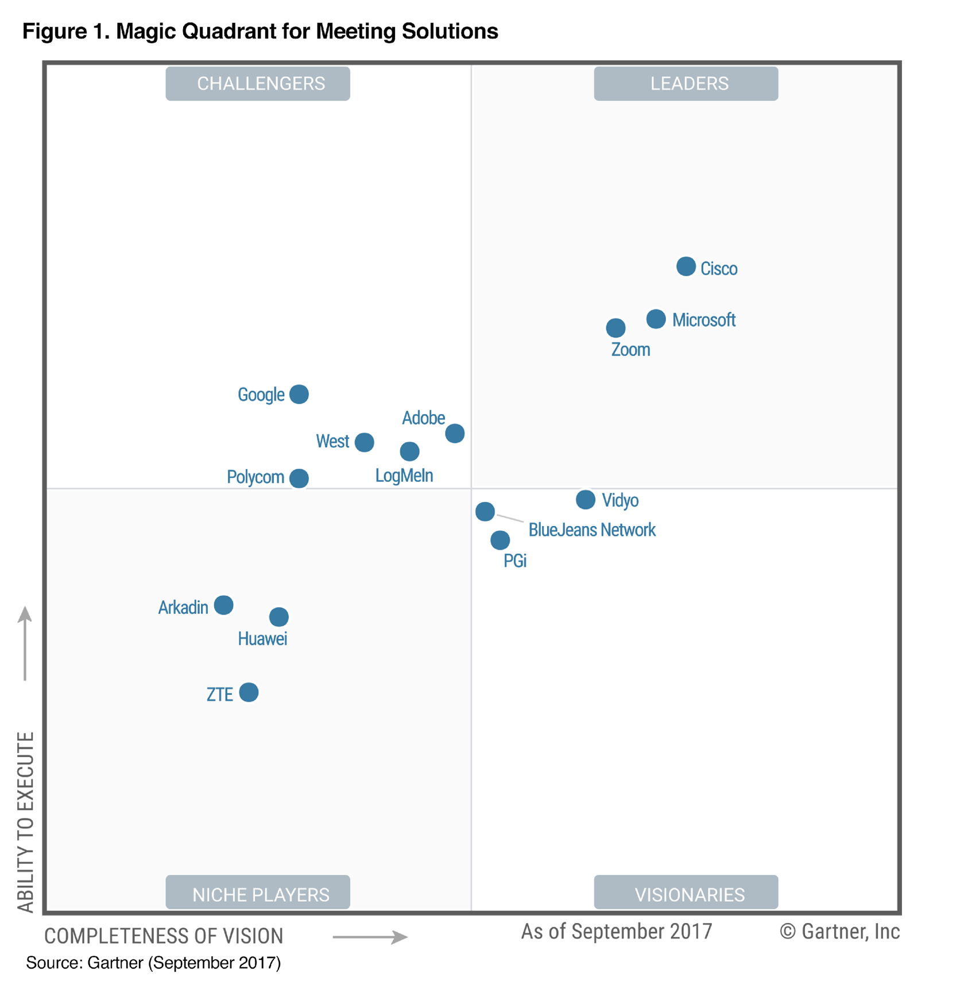 Figure 1. Magic Quadrant for Meeting Solutions
CHALLENGERS
LEADERS
Cisco
Microsoft
Zoom
Google
Adobe
West
LogMeIn
Polycom
Vidyo
BlueJeans Network
PGi
Arkadin
Huawei
ZTE
ABILITY TO EXECUTE
NICHE PLAYERS
VISIONARIES
COMPLETENESS OF VISION
As of September 2017
© Gartner, Inc
Source: Gartner (September 2017)